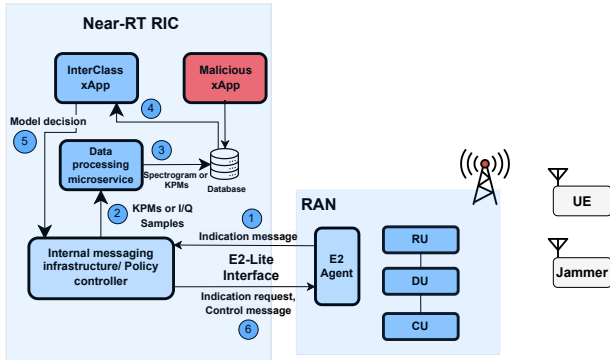 Near-RT RIC
InterClass
xApp
Malicious
xApp
4
Model decision
5
Data
processing
microservice
3
Spectrogram or
KPMs
Database
2
KPMs or I/Q
Samples
1
Indication message
Internal messaging
infrastructure/ Policy
controller
E2-Lite
Interface
Indication request,
Control message
6
RAN
E2
Agent
RU
DU
CU
UE
Jammer